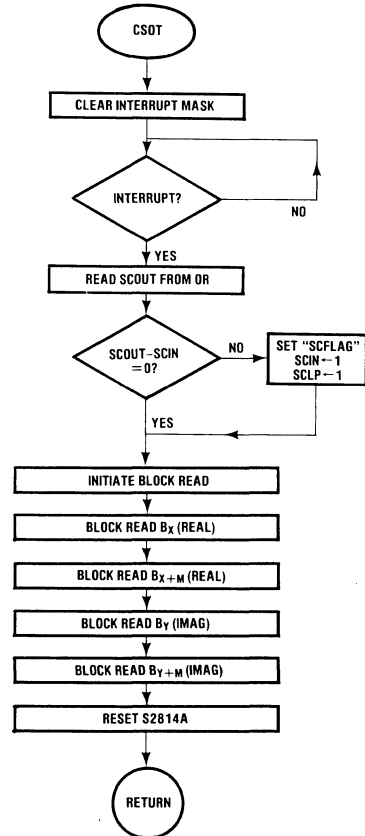 CSOT
CLEAR INTERRUPT MASK
INTERRUPT?
NO
YES
READ SCOUT FROM OR
SCOUT–SCIN
=0?
NO
SET "SCFLAG"
SCIN←1
SCLP←1
YES
INITIATE BLOCK READ
BLOCK READ BX (REAL)
BLOCK READ BX+M (REAL)
BLOCK READ BY (IMAG)
BLOCK READ BY+M (IMAG)
RESET S2814A
RETURN